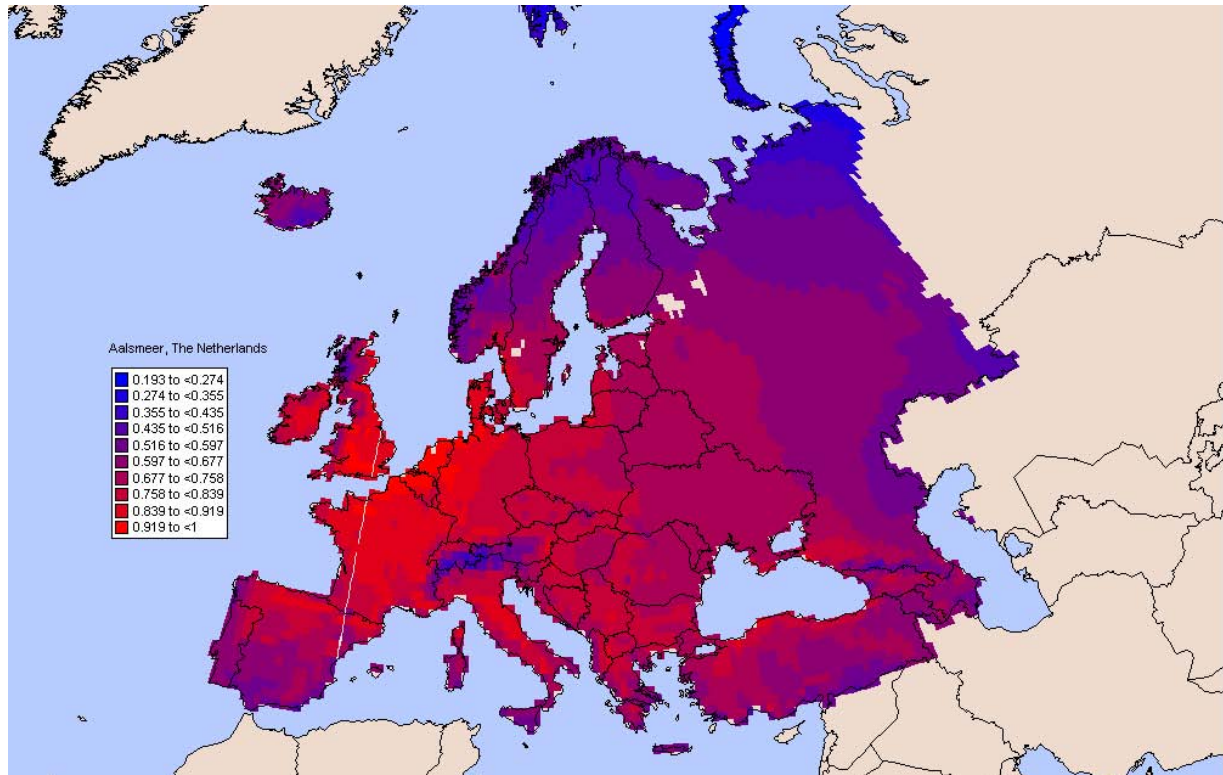 Aalsmeer, The Netherlands
0.193 to <0.274
0.274 to <0.355
0.355 to <0.435
0.435 to <0.516
0.516 to <0.597
0.597 to <0.677
0.677 to <0.758
0.758 to <0.839
0.839 to <0.919
0.919 to <1